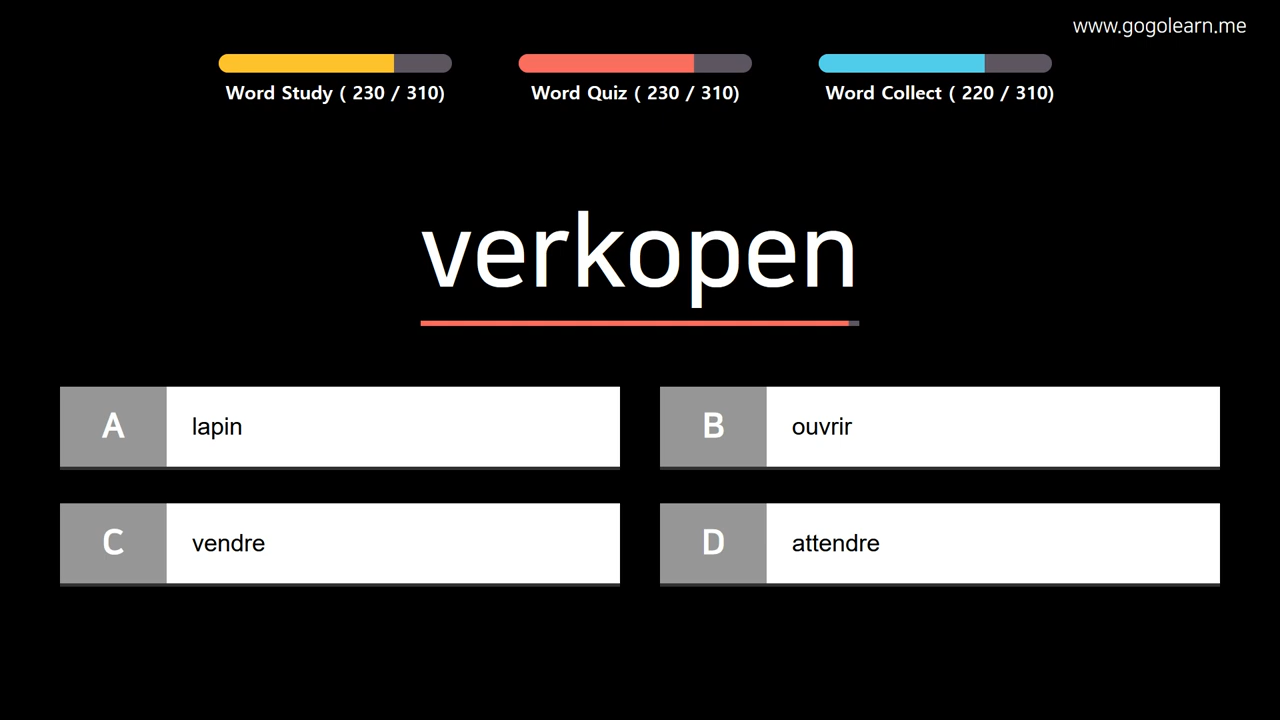 www.gogolearn.me
Word Study ( 230 / 310)
Word Quiz ( 230 / 310)
Word Collect ( 220 / 310)
verkopen
A lapin
B ouvrir
C vendre
D attendre